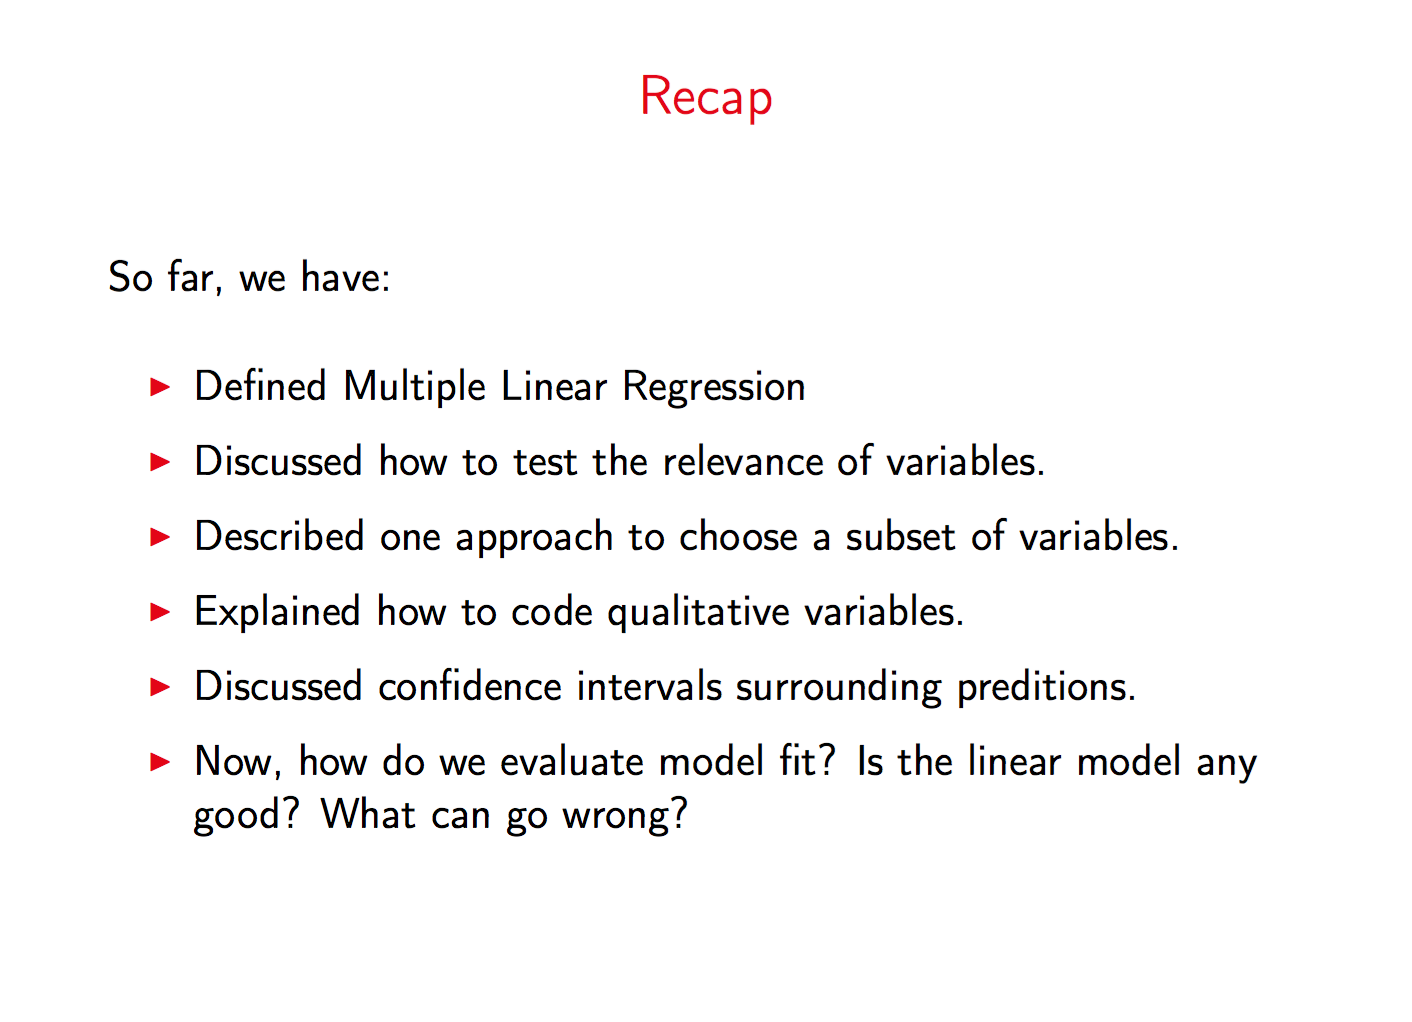 Recap
So far, we have:
Defined Multiple Linear Regression
Discussed how to test the relevance of variables.
Described one approach to choose a subset of variables.
Explained how to code qualitative variables.
Discussed confidence intervals surrounding preditions.
Now, how do we evaluate model fit? Is the linear model any
good? What can go wrong?